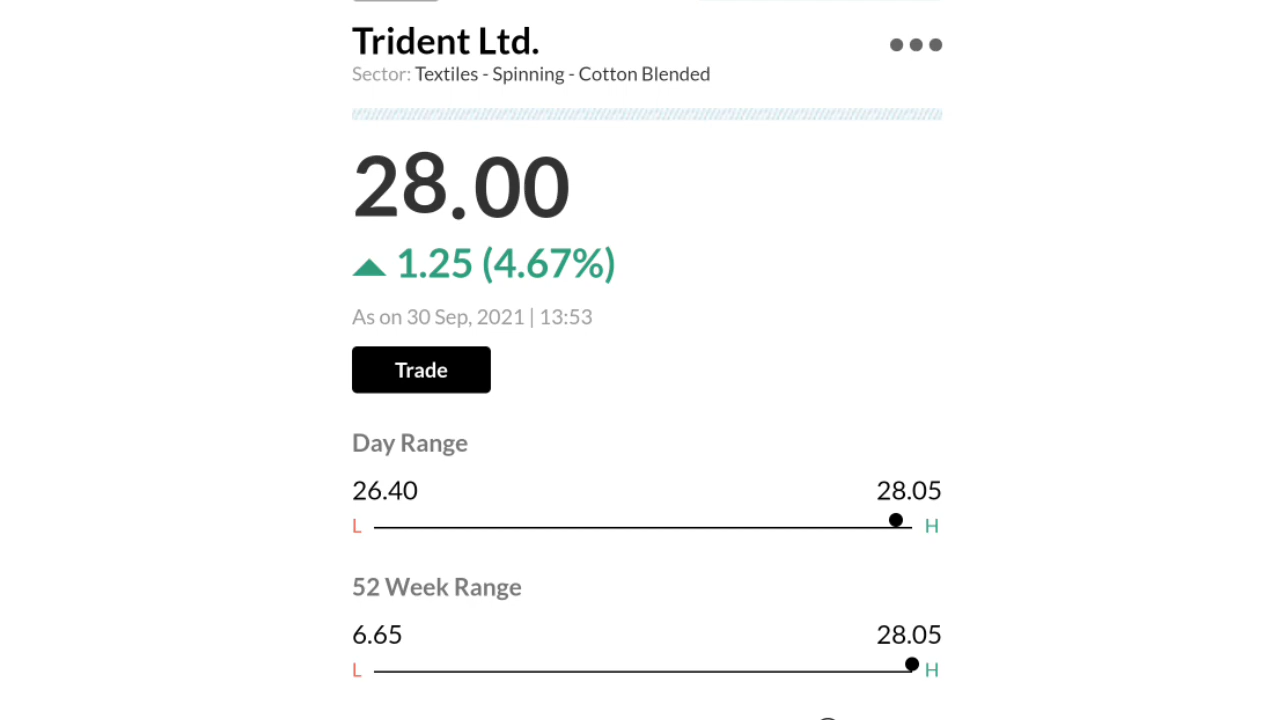 Trident Ltd.
Sector: Textiles - Spinning - Cotton Blended
28.00
1.25 (4.67%)
As on 30 Sep, 2021 | 13:53
Trade
Day Range
26.40 28.05
L H
52 Week Range
6.65 28.05
L H